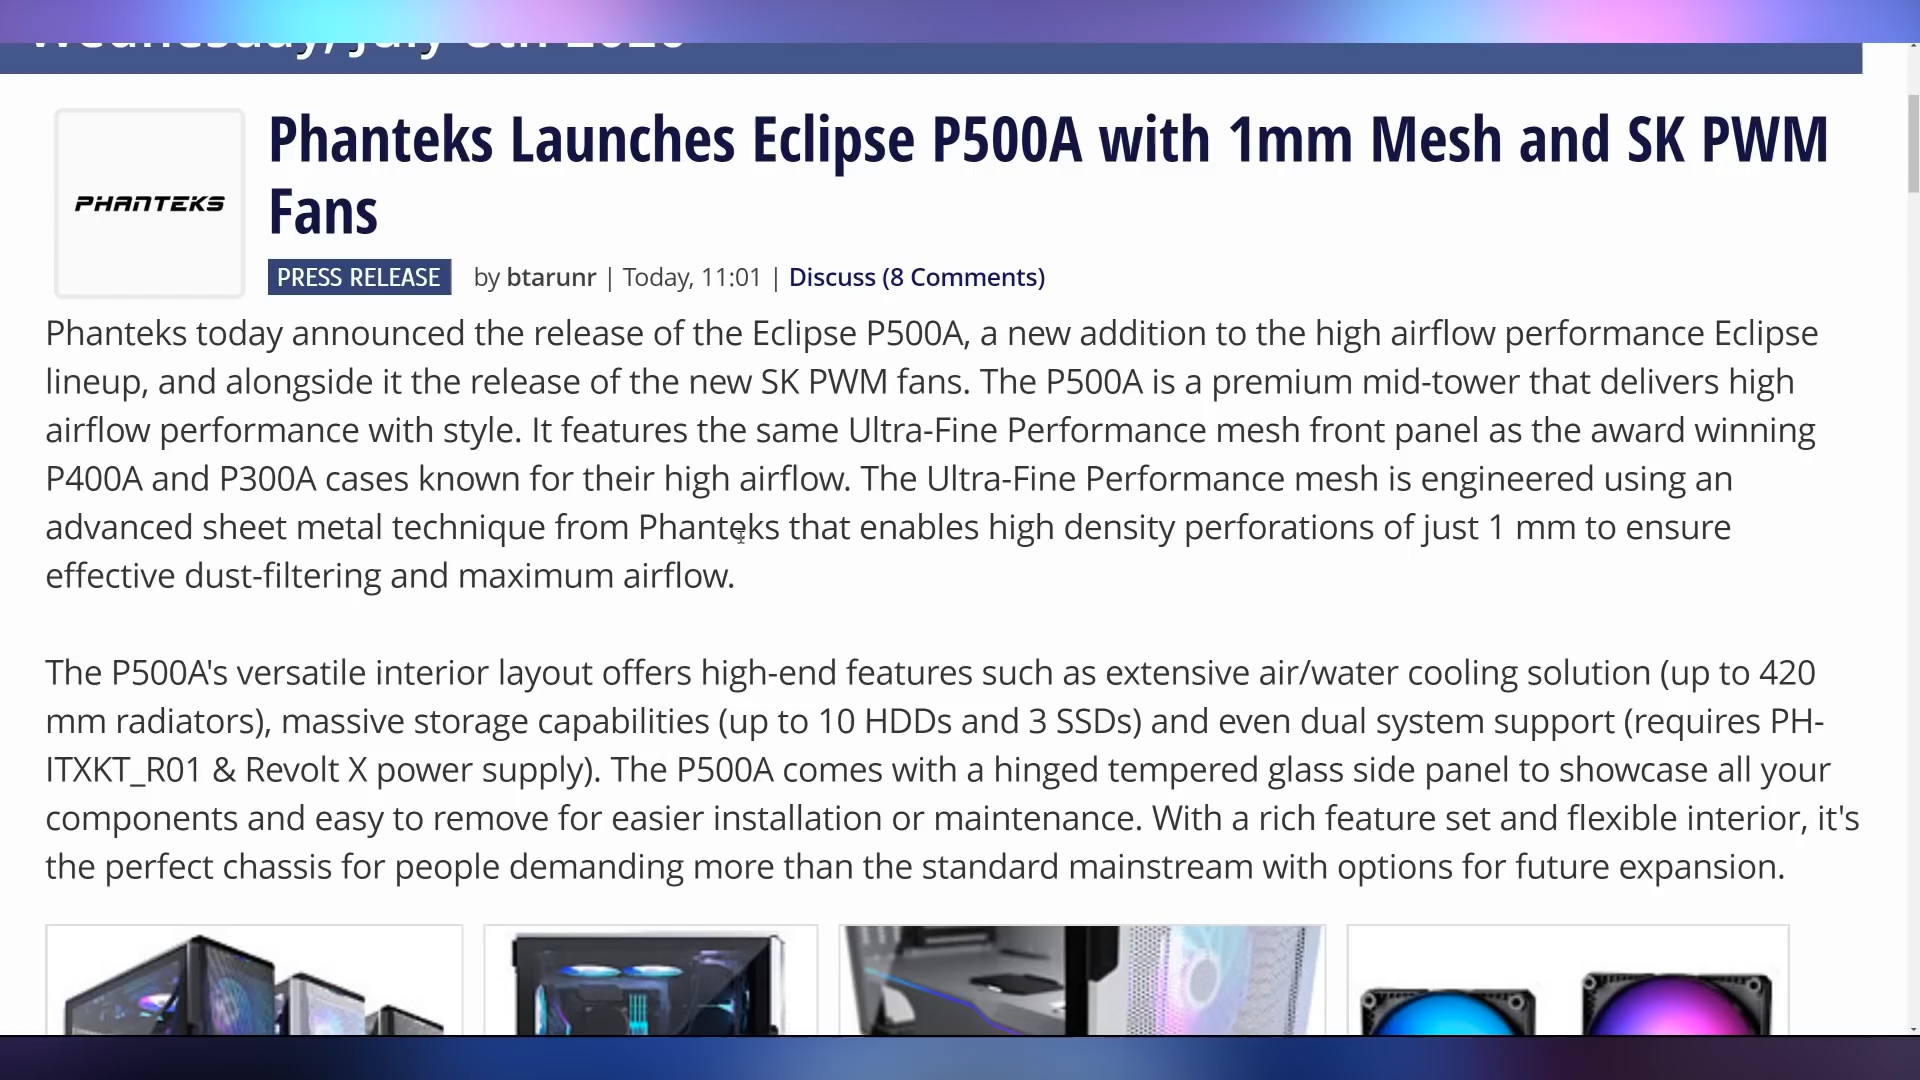 Wednesday, July 8th 2020
PHANTEKS
Phanteks Launches Eclipse P500A with 1mm Mesh and SK PWM
Fans
PRESS RELEASE by btarunr | Today, 11:01 | Discuss (8 Comments)
Phanteks today announced the release of the Eclipse P500A, a new addition to the high airflow performance Eclipse
lineup, and alongside it the release of the new SK PWM fans. The P500A is a premium mid-tower that delivers high
airflow performance with style. It features the same Ultra-Fine Performance mesh front panel as the award winning
P400A and P300A cases known for their high airflow. The Ultra-Fine Performance mesh is engineered using an
advanced sheet metal technique from Phanteks that enables high density perforations of just 1 mm to ensure
effective dust-filtering and maximum airflow.
The P500A's versatile interior layout offers high-end features such as extensive air/water cooling solution (up to 420
mm radiators), massive storage capabilities (up to 10 HDDs and 3 SSDs) and even dual system support (requires PH-
ITXKT_R01 & Revolt X power supply). The P500A comes with a hinged tempered glass side panel to showcase all your
components and easy to remove for easier installation or maintenance. With a rich feature set and flexible interior, it's
the perfect chassis for people demanding more than the standard mainstream with options for future expansion.